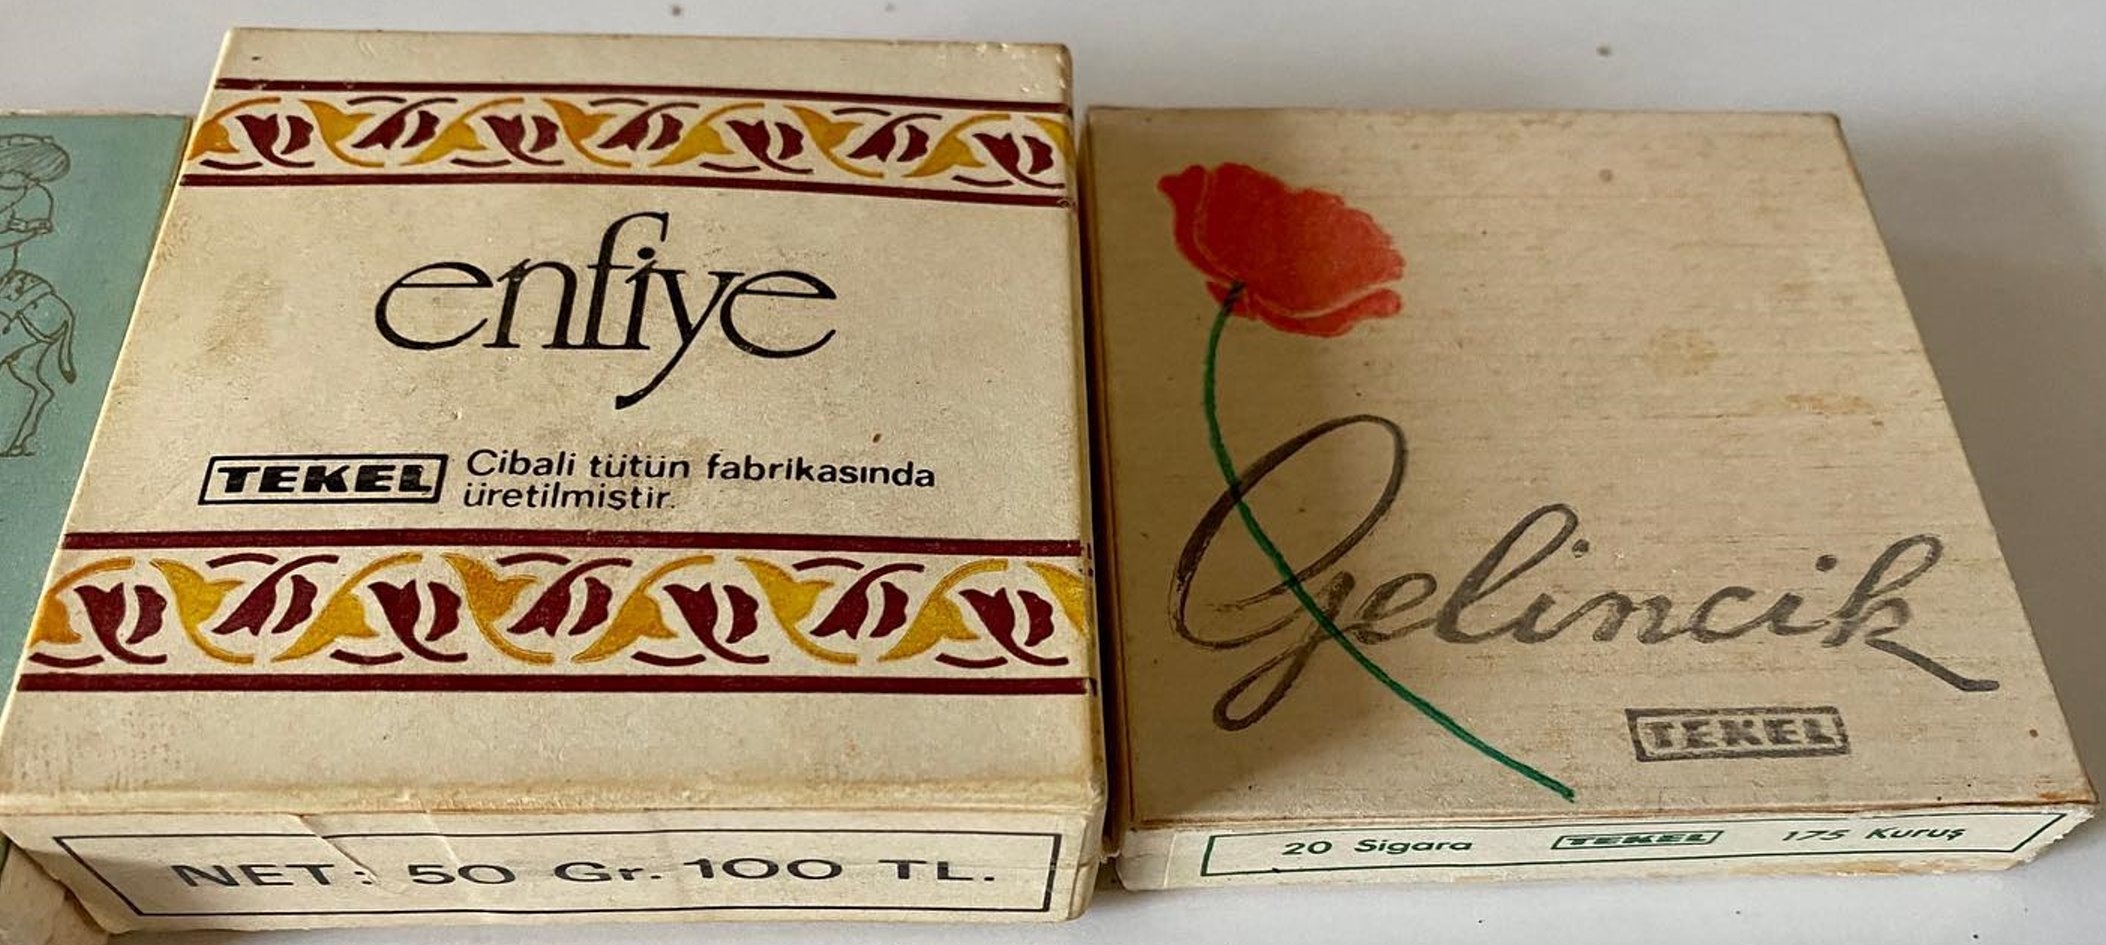 enfiye
TEKEL Cibali tütün fabrikasında
üretilmiştir.
NET: 50 Gr. 100 TL.
Gelincik
TEKEL
20 Sigara TEKEL 175 Kuruş